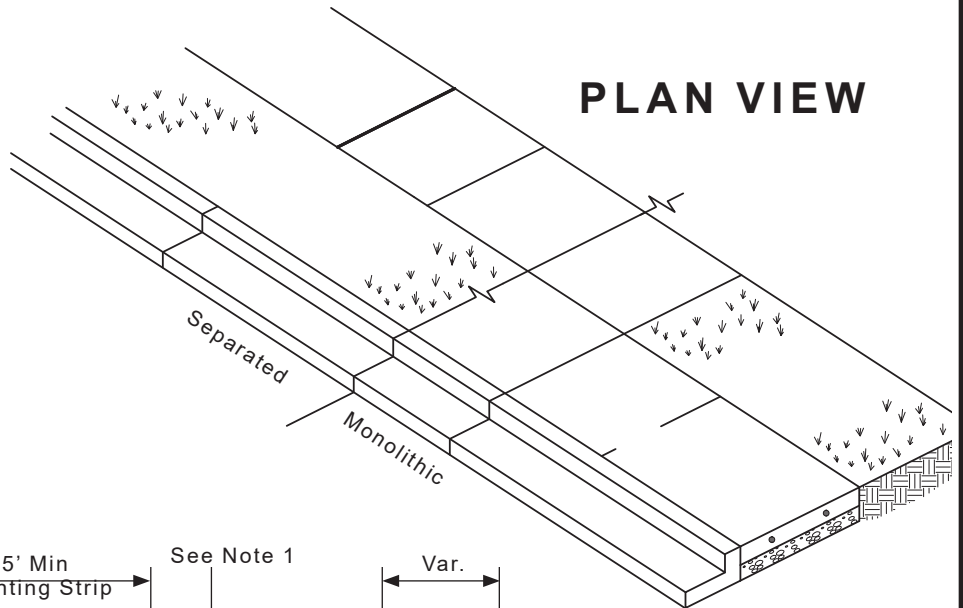 PLAN VIEW
Separated
Monolithic
5' Min
nting Strip
See Note 1
Var.